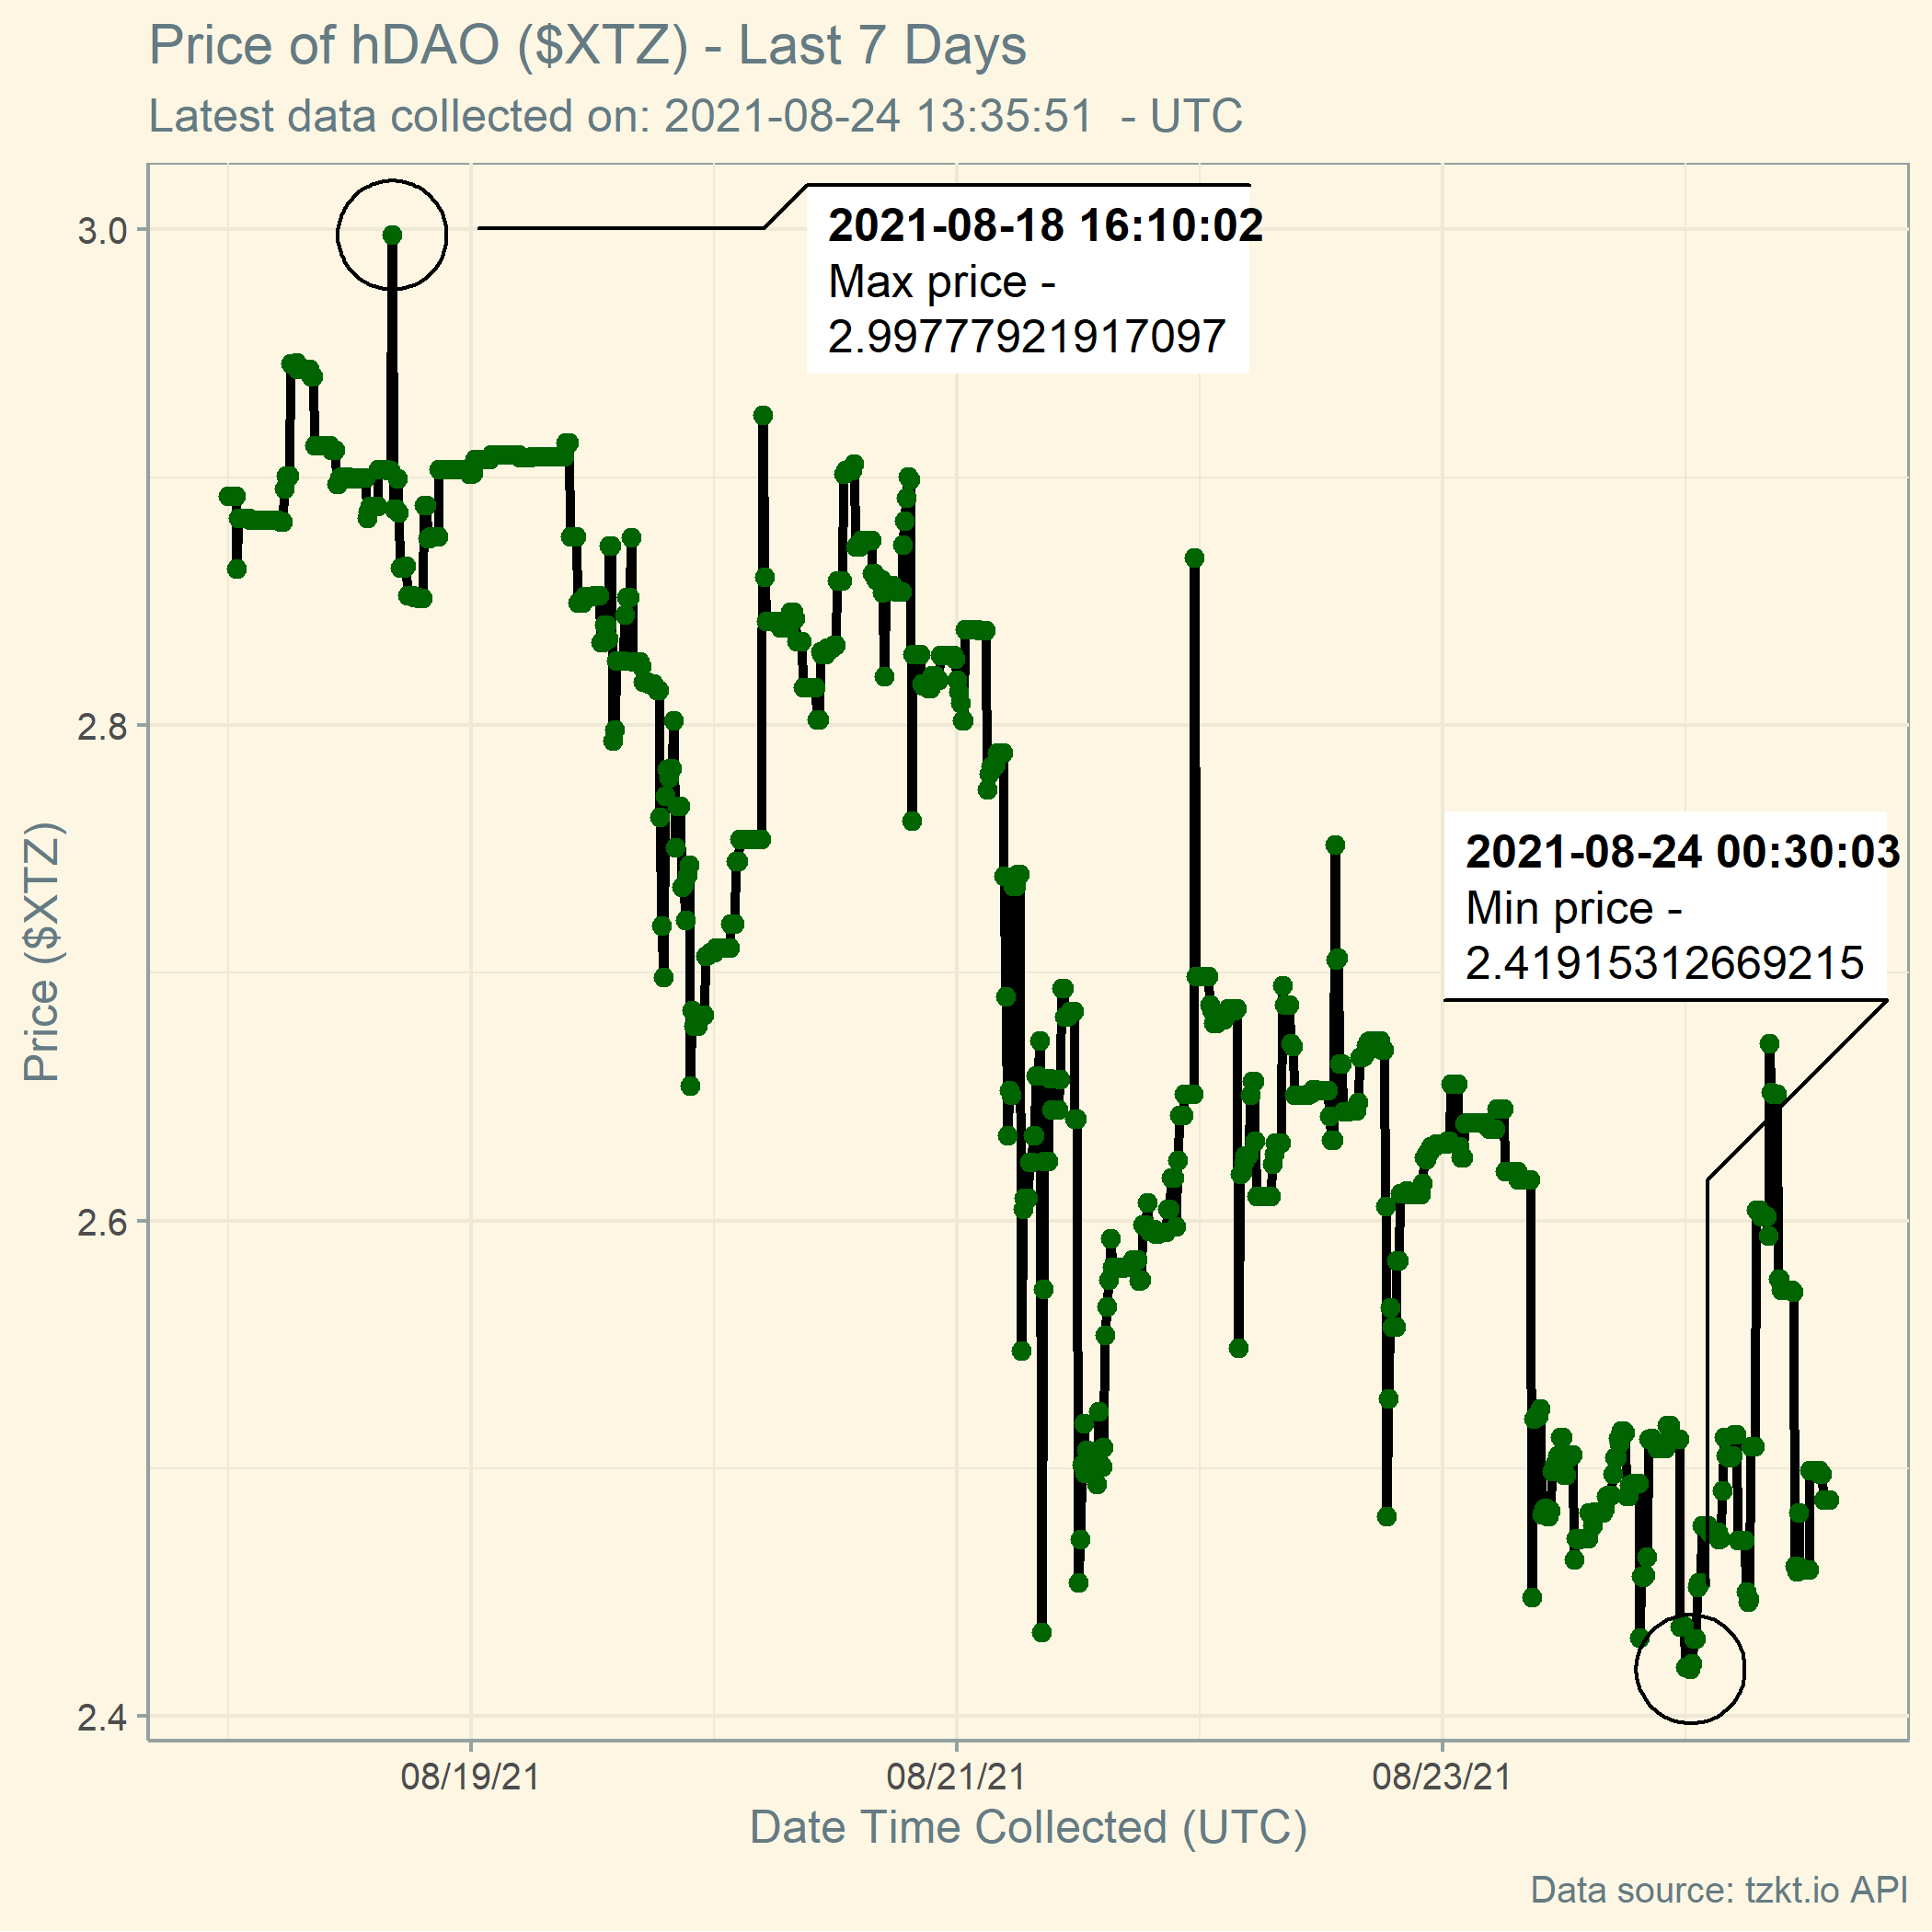 Price of hDAO ($XTZ) - Last 7 Days
Latest data collected on: 2021-08-24 13:35:51  - UTC
3.0
2.8
2.6
2.4
Price ($XTZ)
2021-08-18 16:10:02
Max price -
2.99777921917097
2021-08-24 00:30:03
Min price -
2.41915312669215
08/19/21
08/21/21
08/23/21
Date Time Collected (UTC)
Data source: tzkt.io API